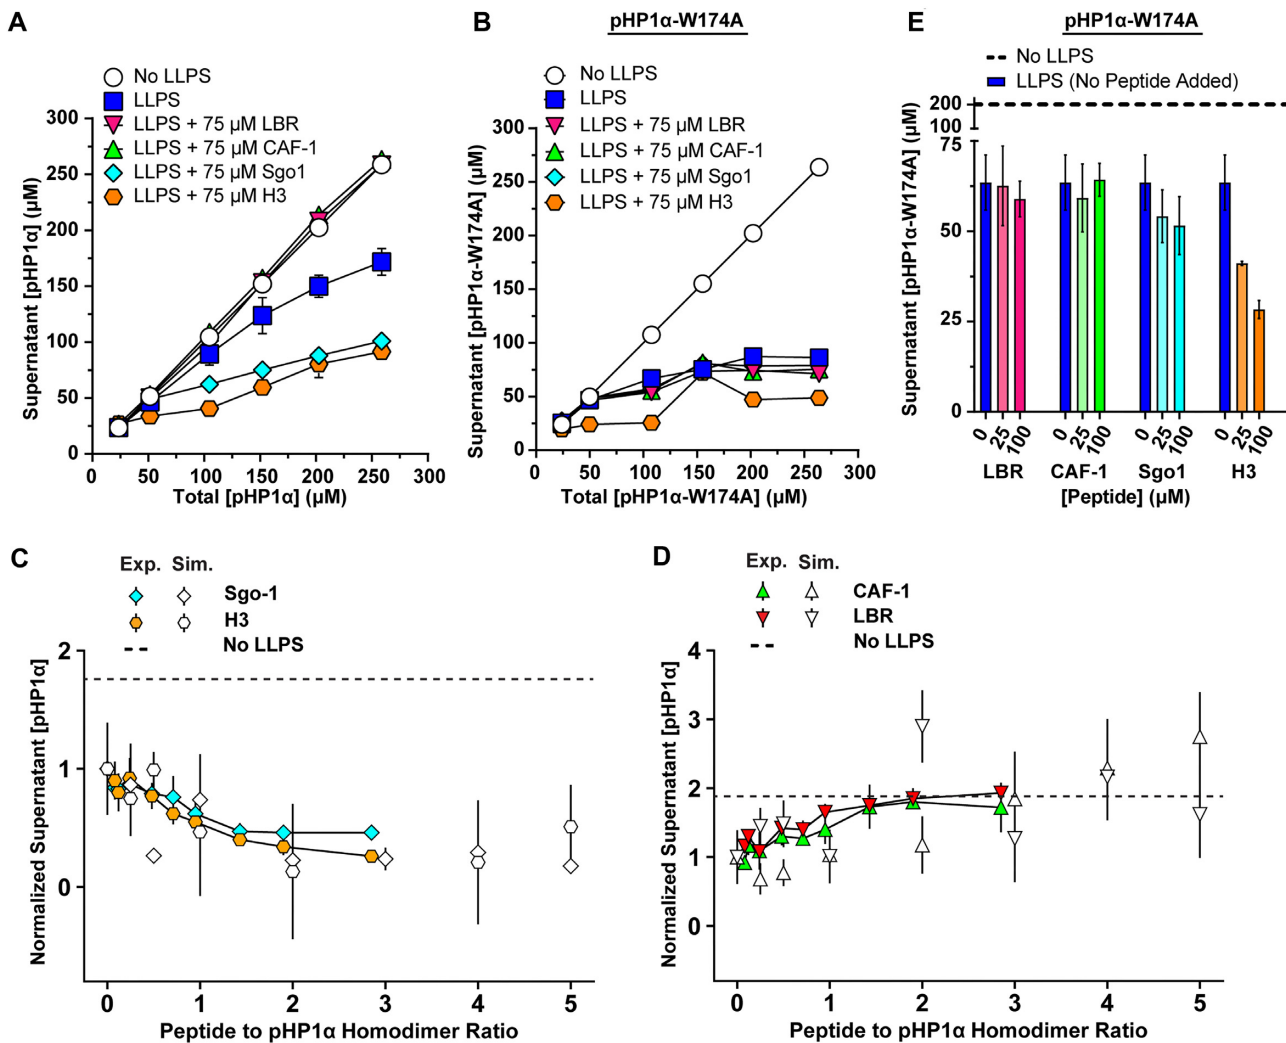 A
No LLPS
LLPS
LLPS + 75 µM LBR
LLPS + 75 µM CAF-1
LLPS + 75 µM Sgo1
LLPS + 75 µM H3
Supernatant [pHP1α] (µM)
300
250
200
150
100
50
0
0 50 100 150 200 250 300
Total [pHP1α] (µM)
B
pHP1α-W174A
No LLPS
LLPS
LLPS + 75 µM LBR
LLPS + 75 µM CAF-1
LLPS + 75 µM Sgo1
LLPS + 75 µM H3
Supernatant [pHP1α-W174A] (µM)
300
250
200
150
100
50
0
0 50 100 150 200 250 300
Total [pHP1α-W174A] (µM)
E
pHP1α-W174A
No LLPS
LLPS (No Peptide Added)
Supernatant [pHP1α-W174A] (µM)
200
100
75
50
25
0
0 25 100 0 25 100 0 25 100 0 25 100
LBR CAF-1 Sgo1 H3
[Peptide] (µM)
C
Exp. Sim.
Sgo-1
H3
No LLPS
Normalized Supernatant [pHP1α]
2
1
0
0 1 2 3 4 5
Peptide to pHP1α Homodimer Ratio
D
Exp. Sim.
CAF-1
LBR
No LLPS
Normalized Supernatant [pHP1α]
4
3
2
1
0
0 1 2 3 4 5
Peptide to pHP1α Homodimer Ratio